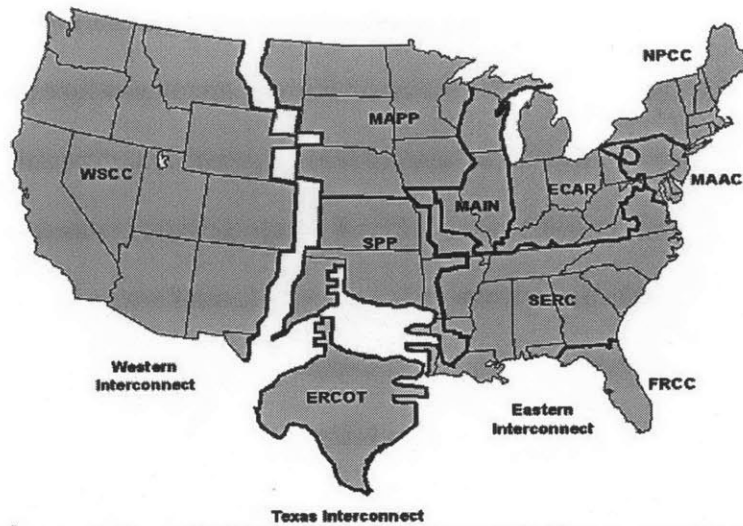 NPCC
MAPP
WSCC
MAIN
ECAR
MAAC
SPP
SERC
Western
Interconnect
ERCOT
FRCC
Eastern
Interconnect
Texas Interconnect